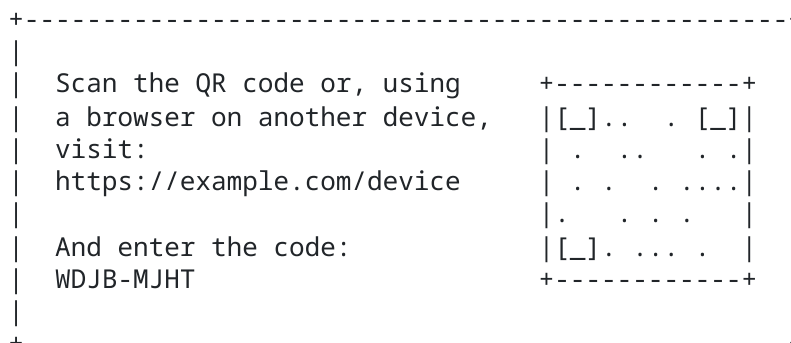 Scan the QR code or, using
a browser on another device,
visit:
https://example.com/device
And enter the code:
WDJB-MJHT